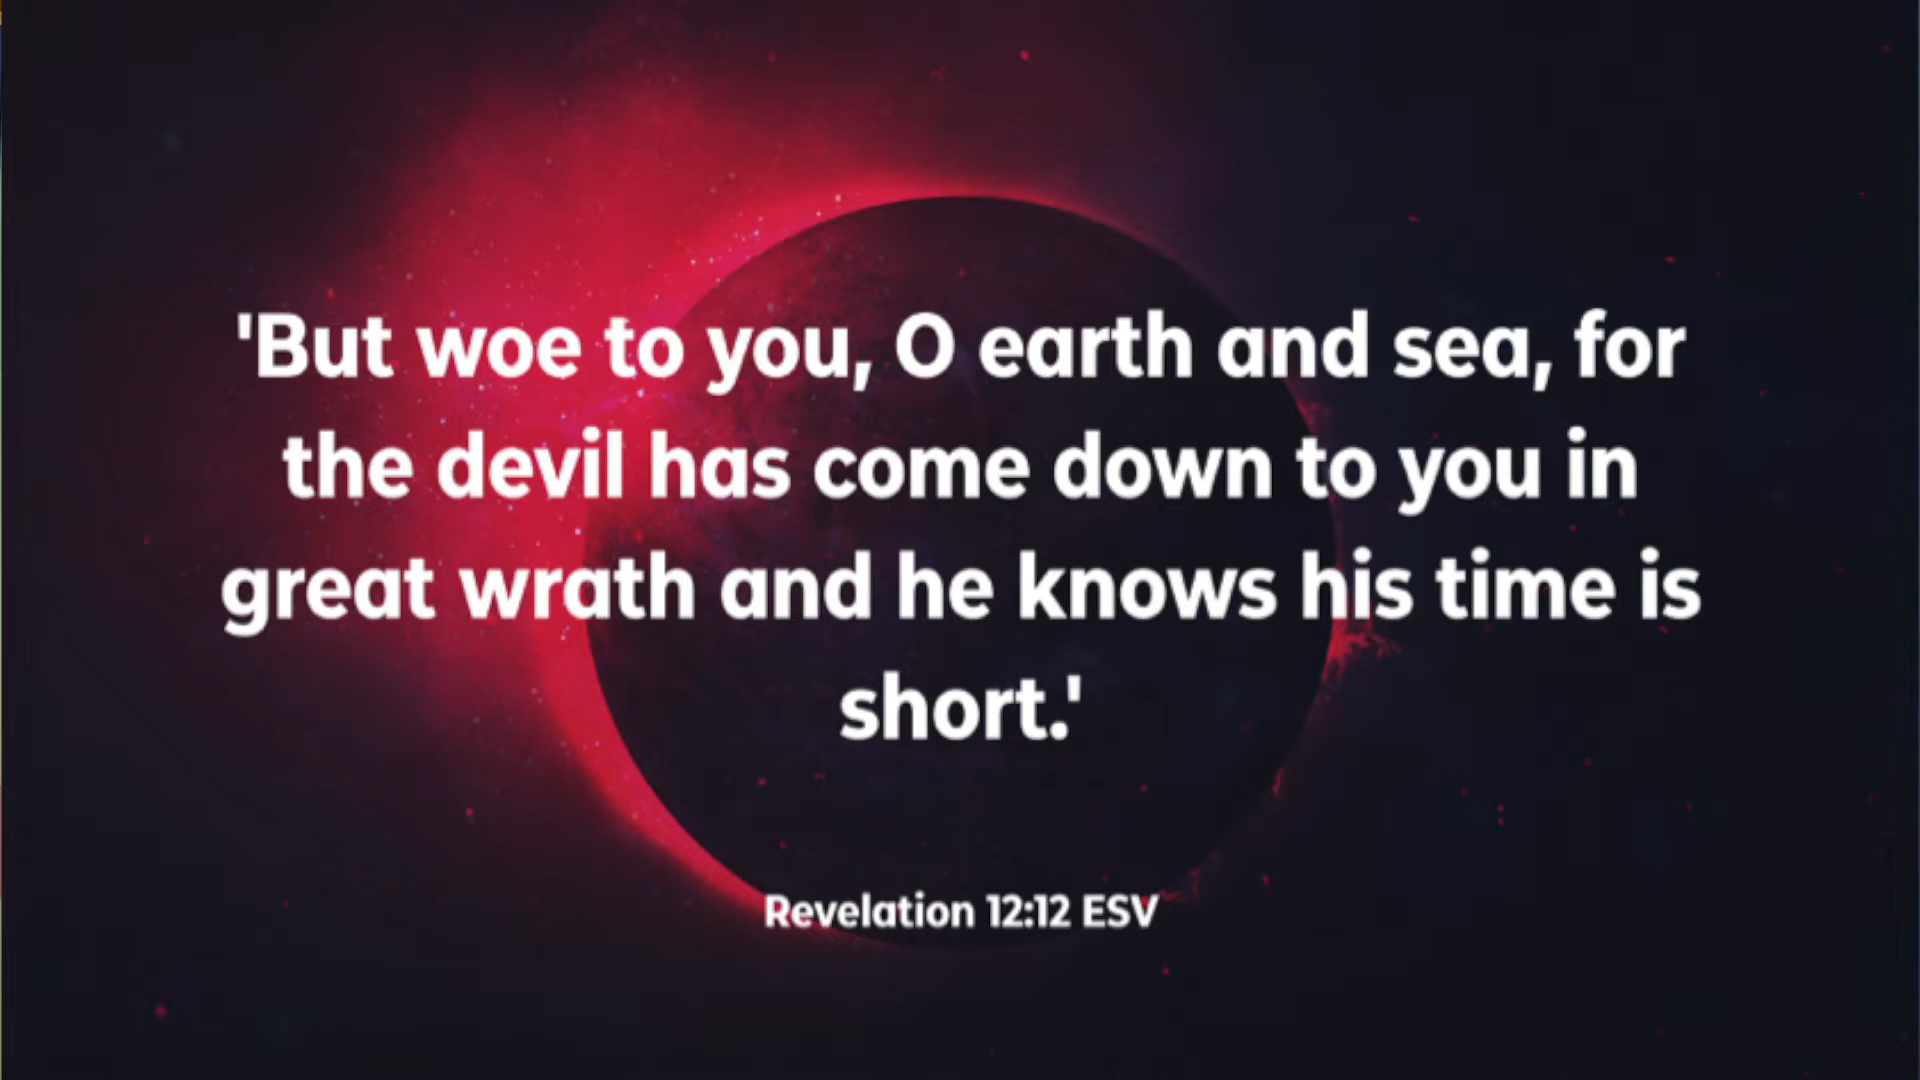 'But woe to you, O earth and sea, for
the devil has come down to you in
great wrath and he knows his time is
short.'
Revelation 12:12 ESV